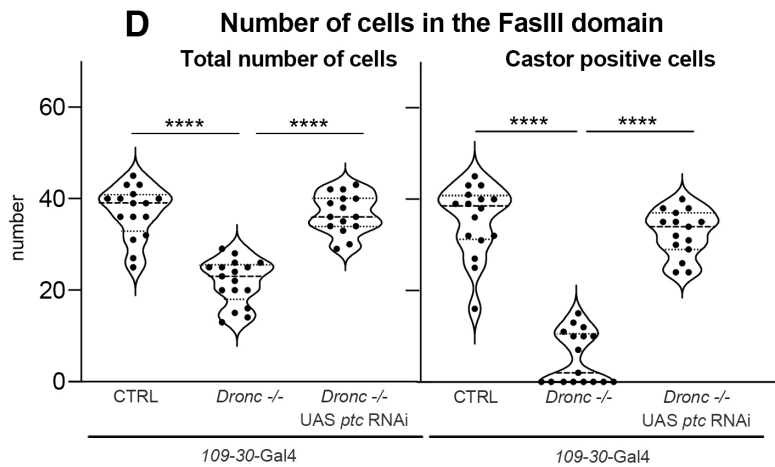 D Number of cells in the FasIII domain
Total number of cells Castor positive cells
60
**** **** **** ****
40
number
20
0
CTRL Dronc -/- Dronc -/- CTRL Dronc -/- Dronc -/-
UAS ptc RNAi UAS ptc RNAi
109-30-Gal4 109-30-Gal4